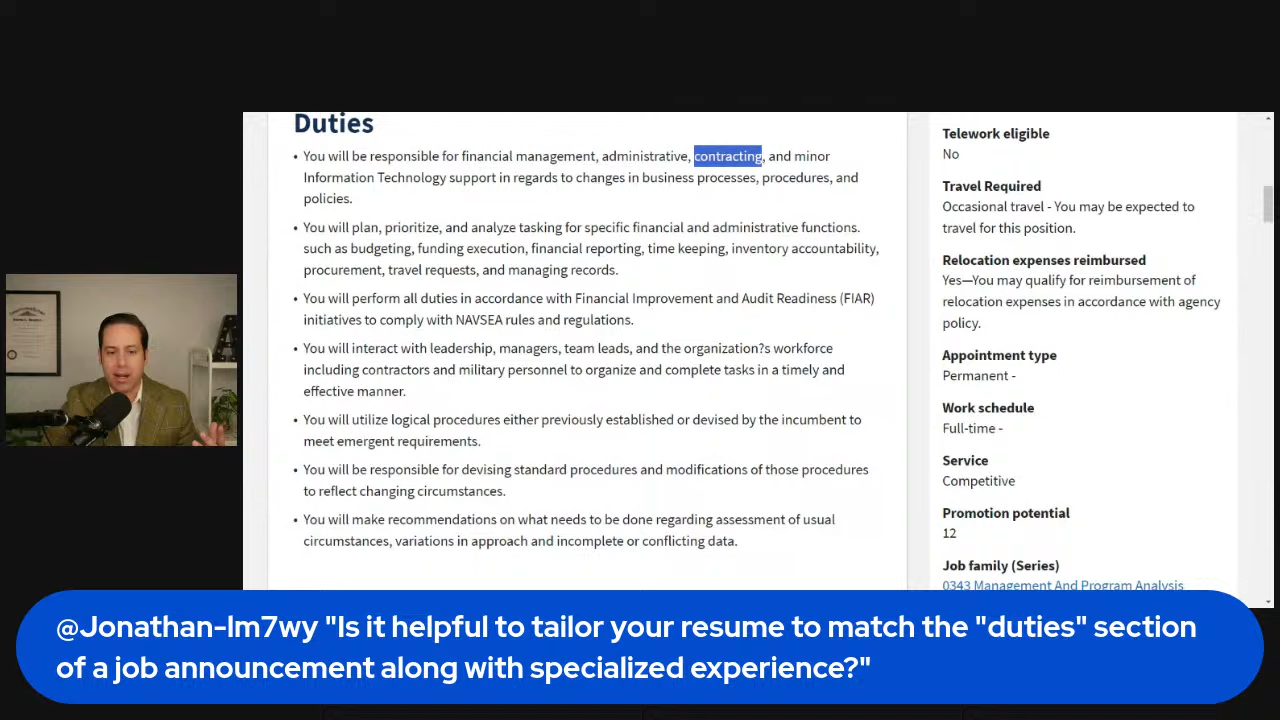 Duties
• You will be responsible for financial management, administrative, contracting, and minor
Information Technology support in regards to changes in business processes, procedures, and
policies.
• You will plan, prioritize, and analyze tasking for specific financial and administrative functions.
such as budgeting, funding execution, financial reporting, time keeping, inventory accountability,
procurement, travel requests, and managing records.
• You will perform all duties in accordance with Financial Improvement and Audit Readiness (FIAR)
initiatives to comply with NAVSEA rules and regulations.
• You will interact with leadership, managers, team leads, and the organization?s workforce
including contractors and military personnel to organize and complete tasks in a timely and
effective manner.
• You will utilize logical procedures either previously established or devised by the incumbent to
meet emergent requirements.
• You will be responsible for devising standard procedures and modifications of those procedures
to reflect changing circumstances.
• You will make recommendations on what needs to be done regarding assessment of usual
circumstances, variations in approach and incomplete or conflicting data.
Telework eligible
No
Travel Required
Occasional travel - You may be expected to
travel for this position.
Relocation expenses reimbursed
Yes—You may qualify for reimbursement of
relocation expenses in accordance with agency
policy.
Appointment type
Permanent -
Work schedule
Full-time -
Service
Competitive
Promotion potential
12
Job family (Series)
0343 Management And Program Analysis
@Jonathan-lm7wy "Is it helpful to tailor your resume to match the "duties" section
of a job announcement along with specialized experience?"